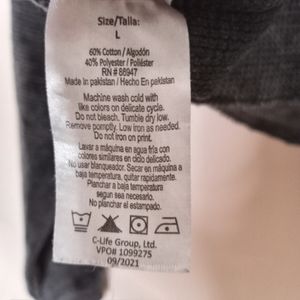 Size/Talla:
L
60% Cotton / Algodón
40% Polyester / Poliéster
RN # 86947
Made In pakistan / Hecho En pakistan
Machine wash cold with
like colors on delicate cycle.
Do not bleach. Tumble dry low.
Remove pomptly. Low iron as needed.
Do not iron on print.
Lavar a máquina en agua fría con
colores similares en ciclo delicado.
No usar blanqueador. Secar en máquina a
baja temperatura, quitar rapidamente.
Planchar a baja temperatura
segun sea necesario.
No planchar el estampado.
C-Life Group, Ltd.
VPO# 1099275
09/2021